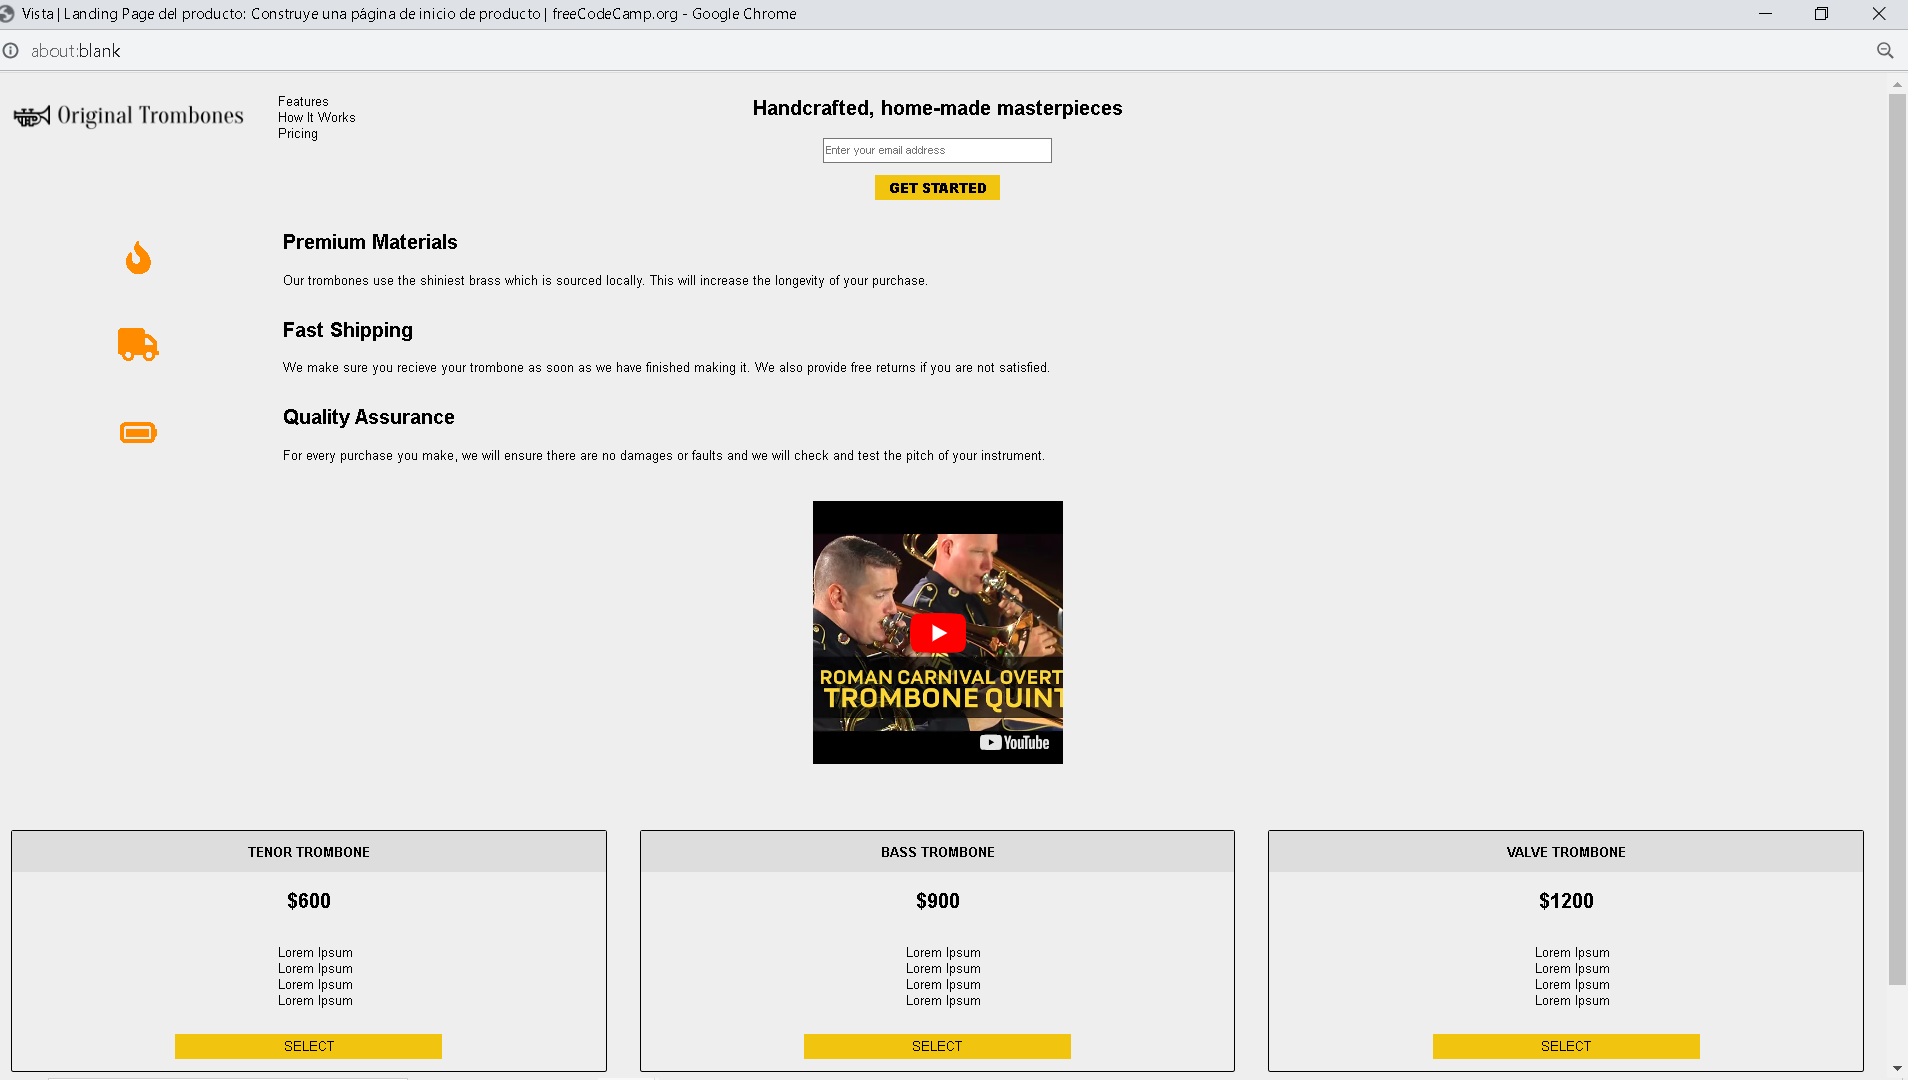 Vista | Landing Page del producto: Construye una página de inicio de producto | freeCodeCamp.org - Google Chrome
about:blank
Original Trombones
Features
How It Works
Pricing
Handcrafted, home-made masterpieces
Enter your email address
GET STARTED
Premium Materials
Our trombones use the shiniest brass which is sourced locally. This will increase the longevity of your purchase.
Fast Shipping
We make sure you recieve your trombone as soon as we have finished making it. We also provide free returns if you are not satisfied.
Quality Assurance
For every purchase you make, we will ensure there are no damages or faults and we will check and test the pitch of your instrument.
ROMAN CARNIVAL OVERT
TROMBONE QUINT
YouTube
TENOR TROMBONE
$600
Lorem Ipsum
Lorem Ipsum
Lorem Ipsum
Lorem Ipsum
SELECT
BASS TROMBONE
$900
Lorem Ipsum
Lorem Ipsum
Lorem Ipsum
Lorem Ipsum
SELECT
VALVE TROMBONE
$1200
Lorem Ipsum
Lorem Ipsum
Lorem Ipsum
Lorem Ipsum
SELECT